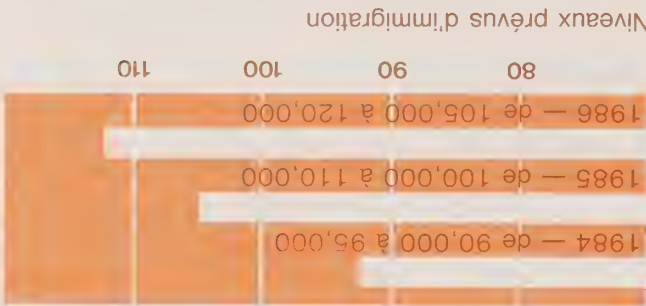 1984 — de 90,000 à 95,000
1985 — de 100,000 à 110,000
1986 — de 105,000 à 120,000
80 90 100 110
Niveaux prévus d'immigration